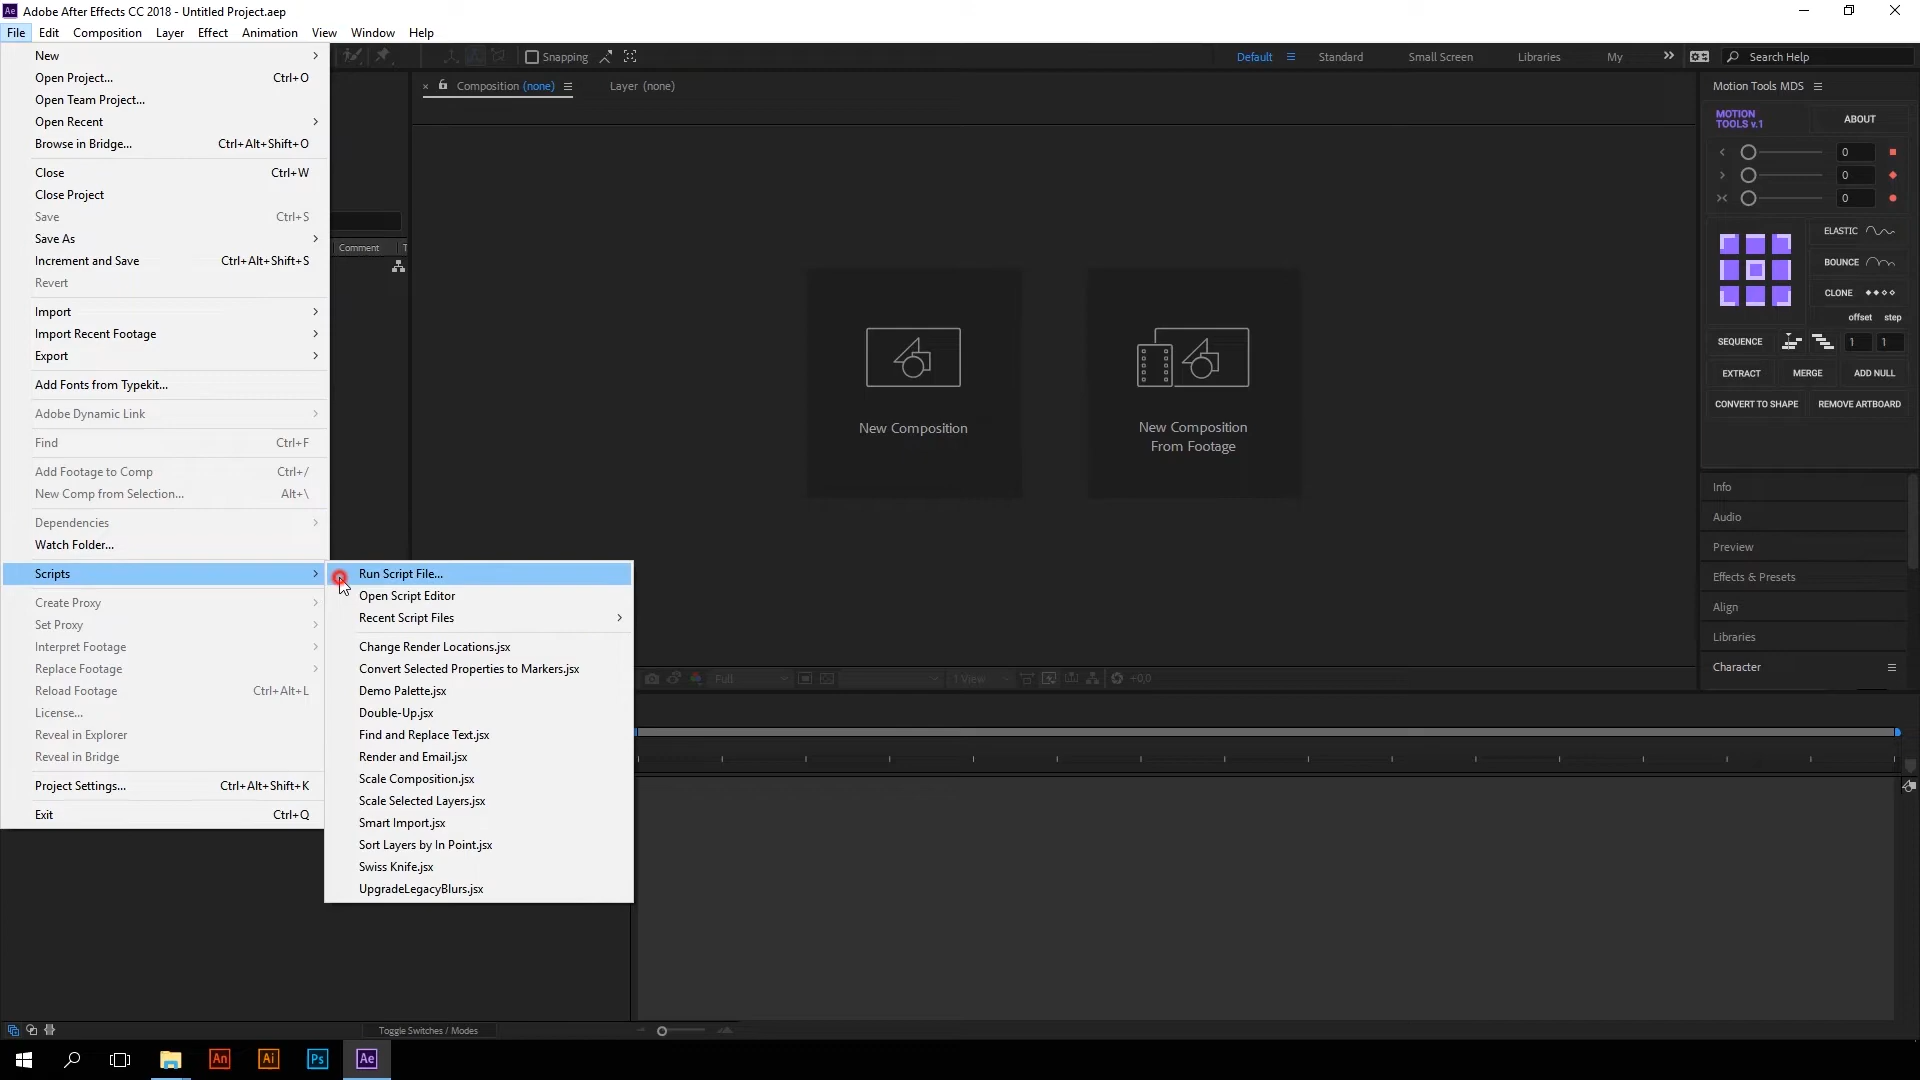 Adobe After Effects CC 2018 - Untitled Project.aep
File Edit Composition Layer Effect Animation View Window Help
Snapping
Default Standard Small Screen Libraries My Search Help
New
Open Project... Ctrl+O
Open Team Project...
Open Recent
Browse in Bridge... Ctrl+Alt+Shift+O
Close Ctrl+W
Close Project
Save Ctrl+S
Save As
Increment and Save Ctrl+Alt+Shift+S
Revert
Import
Import Recent Footage
Export
Add Fonts from Typekit...
Adobe Dynamic Link
Find Ctrl+F
Add Footage to Comp Ctrl+/
New Comp from Selection... Alt+\
Dependencies
Watch Folder...
Scripts
Create Proxy
Set Proxy
Interpret Footage
Replace Footage
Reload Footage Ctrl+Alt+L
License...
Reveal in Explorer
Reveal in Bridge
Project Settings... Ctrl+Alt+Shift+K
Exit Ctrl+Q
Run Script File...
Open Script Editor
Recent Script Files
Change Render Locations.jsx
Convert Selected Properties to Markers.jsx
Demo Palette.jsx
Double-Up.jsx
Find and Replace Text.jsx
Render and Email.jsx
Scale Composition.jsx
Scale Selected Layers.jsx
Smart Import.jsx
Sort Layers by In Point.jsx
Swiss Knife.jsx
UpgradeLegacyBlurs.jsx
Comment T
Composition (none) Layer (none)
New Composition
New Composition
From Footage
Full 1 View +0,0
Motion Tools MDS
MOTION
TOOLS v.1
ABOUT
0
0
0
ELASTIC
BOUNCE
CLONE
offset step
SEQUENCE 1 1
EXTRACT MERGE ADD NULL
CONVERT TO SHAPE REMOVE ARTBOARD
Info
Audio
Preview
Effects & Presets
Align
Libraries
Character
Toggle Switches / Modes
An Ai Ps Ae